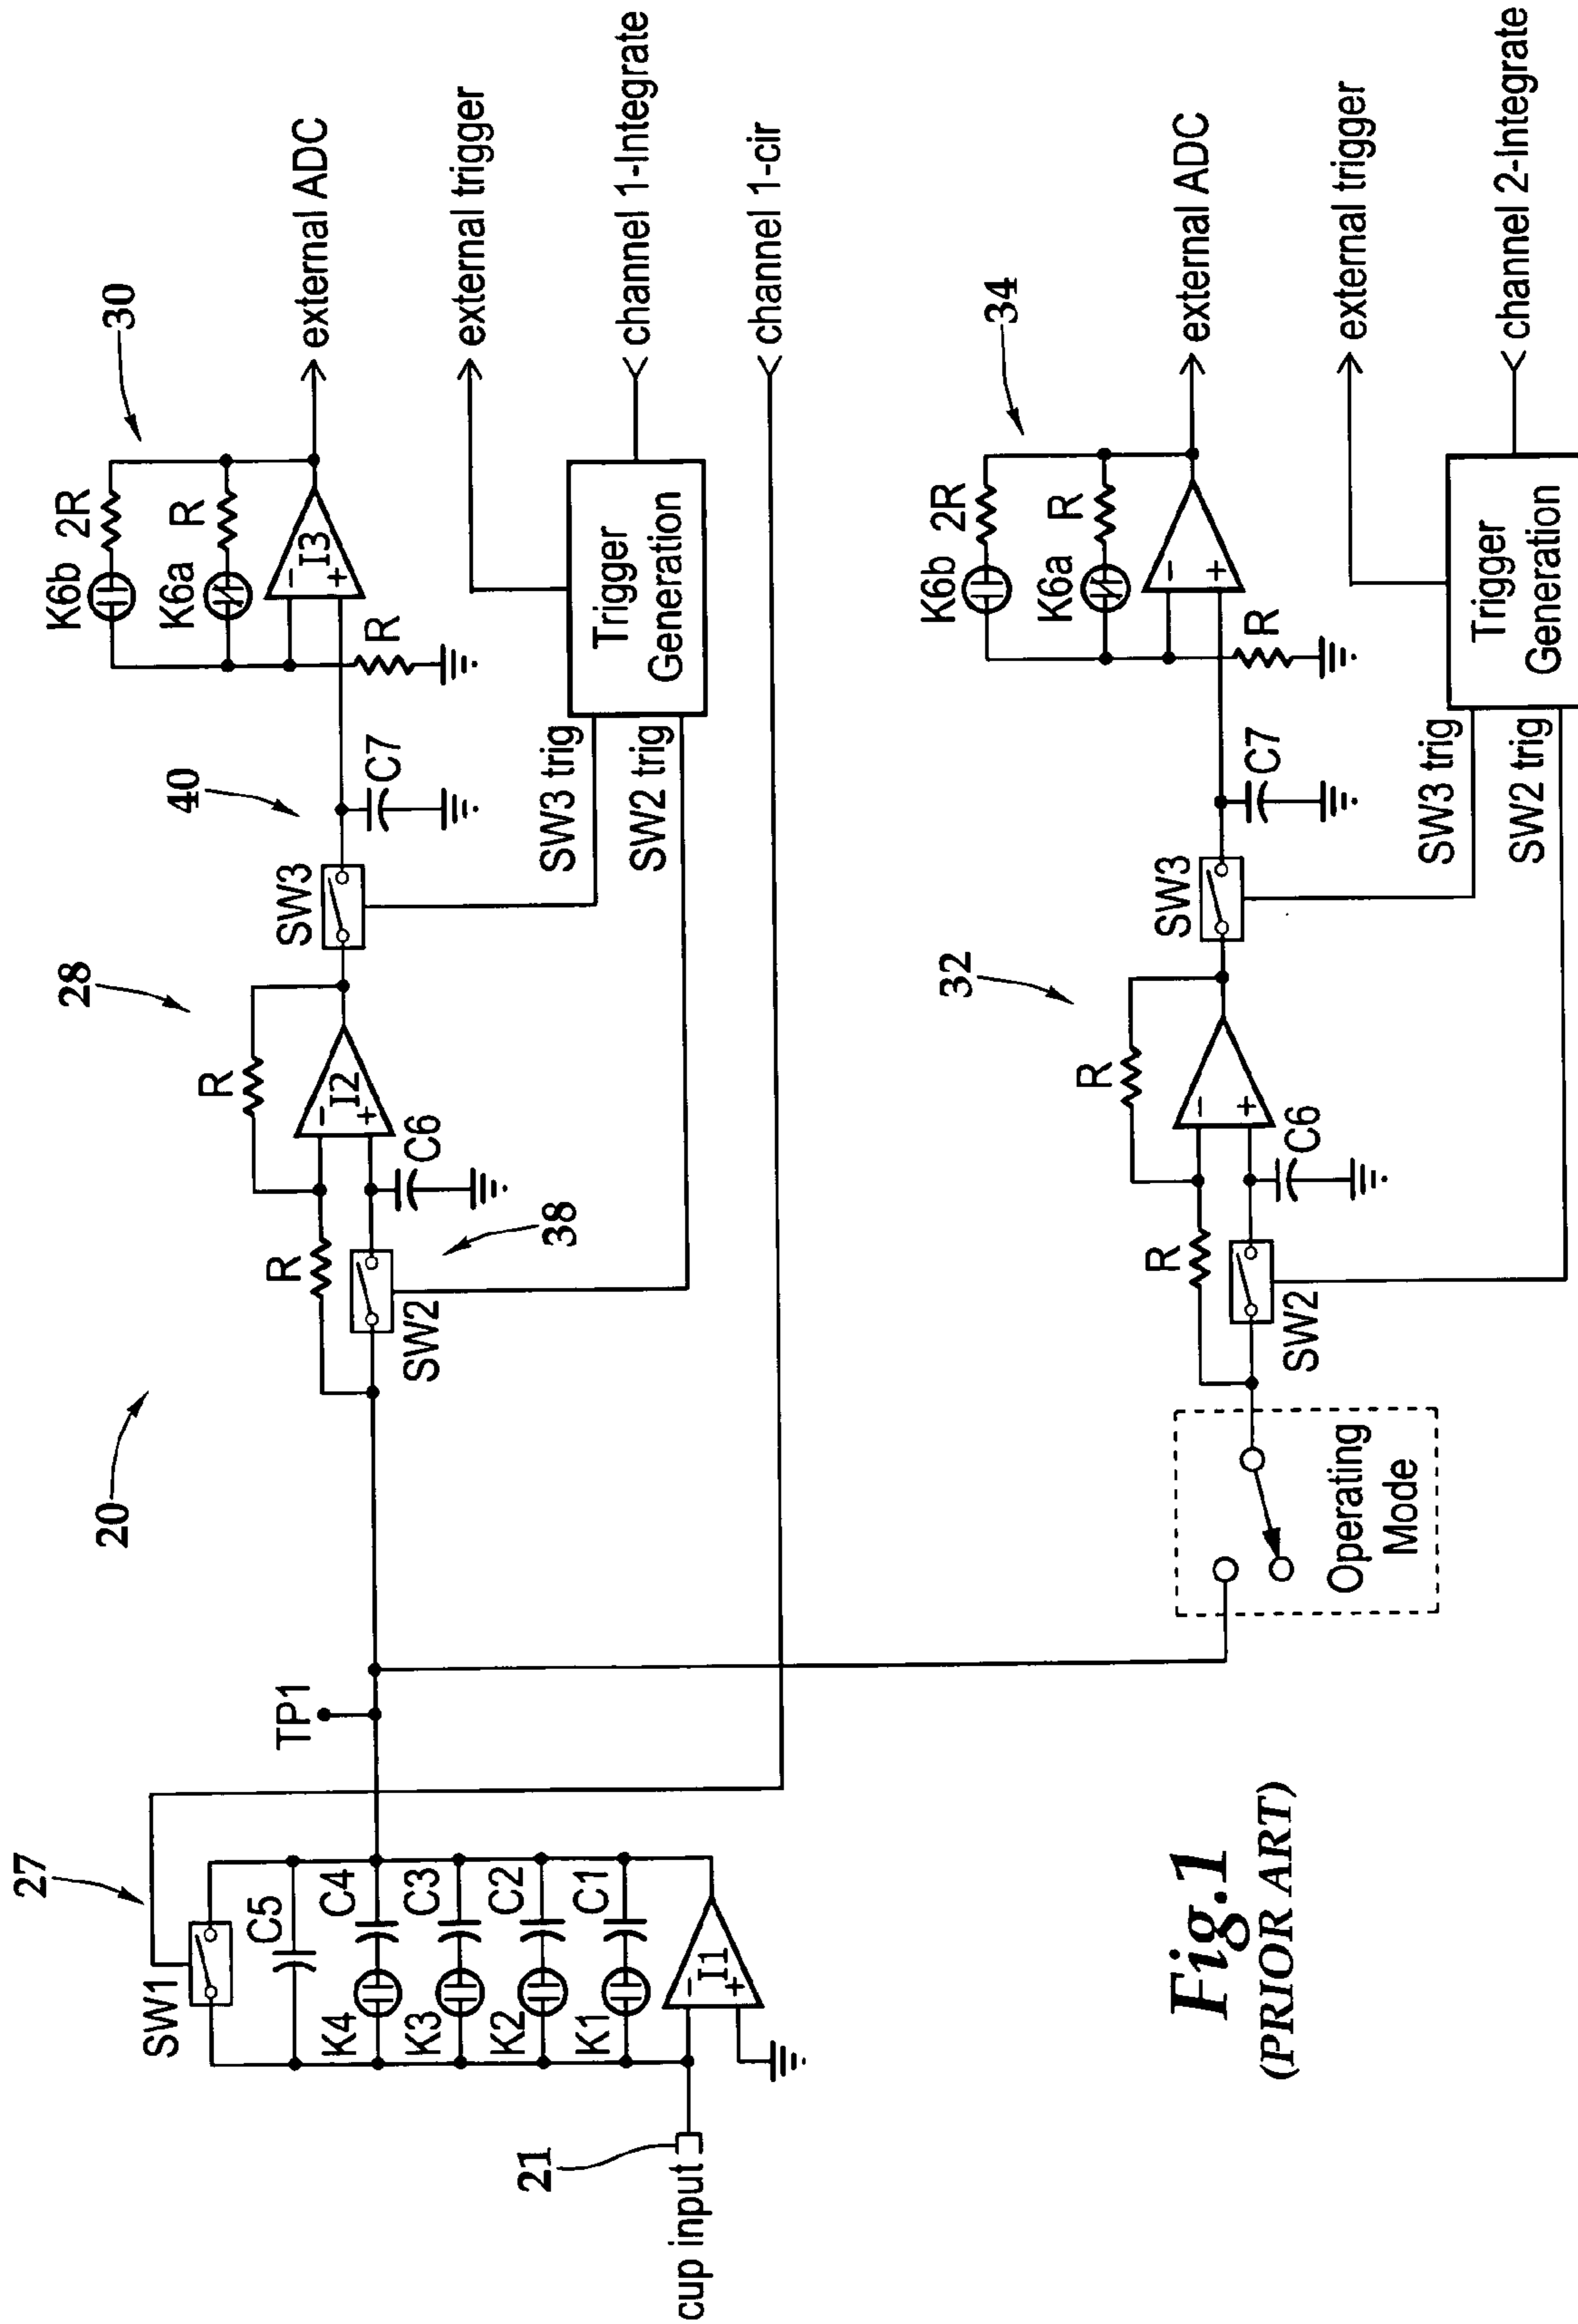 20
27
SW1
C5
K4
C4
K3
C3
K2
C2
K1
C1
−
+
I1
21
cup input
TP1
R
R
SW2
38
−
+
I2
C6
28
SW3
40
C7
30
K6b
2R
K6a
R
−
+
I3
R
external ADC
external trigger
SW3 trig
SW2 trig
Trigger
Generation
channel 1-Integrate
channel 1-cir
Operating
Mode
R
R
SW2
−
+
C6
32
SW3
C7
34
K6b
2R
K6a
R
−
+
R
external ADC
external trigger
SW3 trig
SW2 trig
Trigger
Generation
channel 2-Integrate
Fig.1
(PRIOR ART)